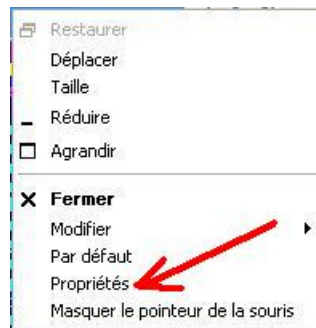 Restaurer
Déplacer
Taille
Réduire
Agrandir
Fermer
Modifier
Par défaut
Propriétés
Masquer le pointeur de la souris